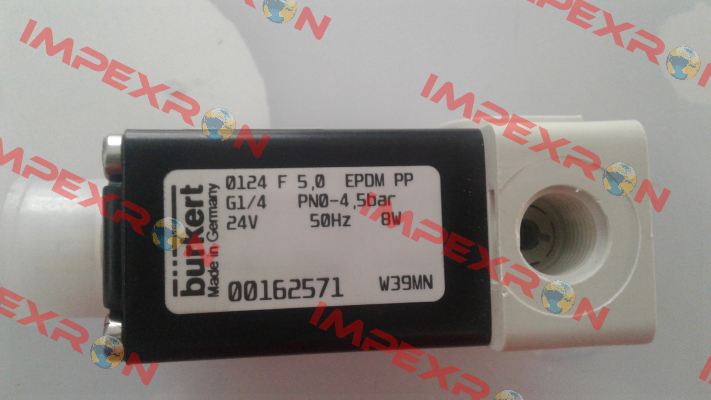 IMPEXRON
IMPEXRON
IMPEXRON
IMPEXRON
IMPEXRON
IMPEXRON
bürkert
Made in Germany
0124 F 5,0 EPDM PP
G1/4 PN0-4,5bar
24V 50Hz 8W
00162571 W39MN